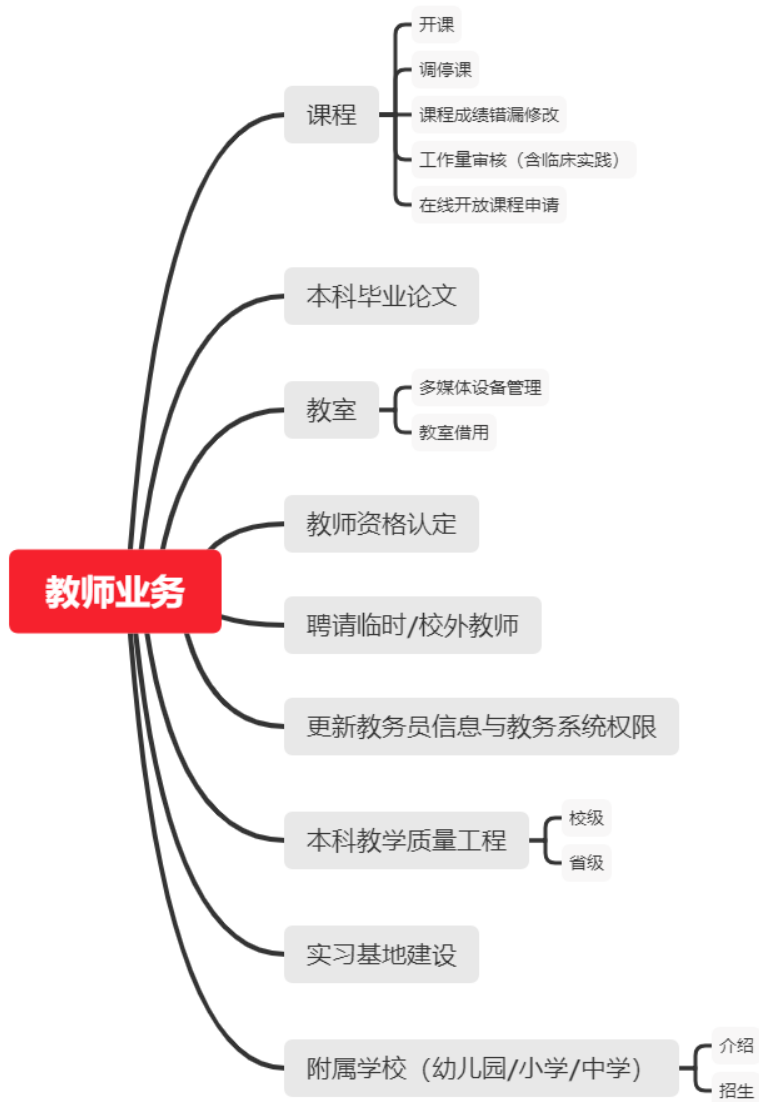 教师业务
课程
开课
调停课
课程成绩错漏修改
工作量审核（含临床实践）
在线开放课程申请
本科毕业论文
教室
多媒体设备管理
教室借用
教师资格认定
聘请临时/校外教师
更新教务员信息与教务系统权限
本科教学质量工程
校级
省级
实习基地建设
附属学校（幼儿园/小学/中学）
介绍
招生